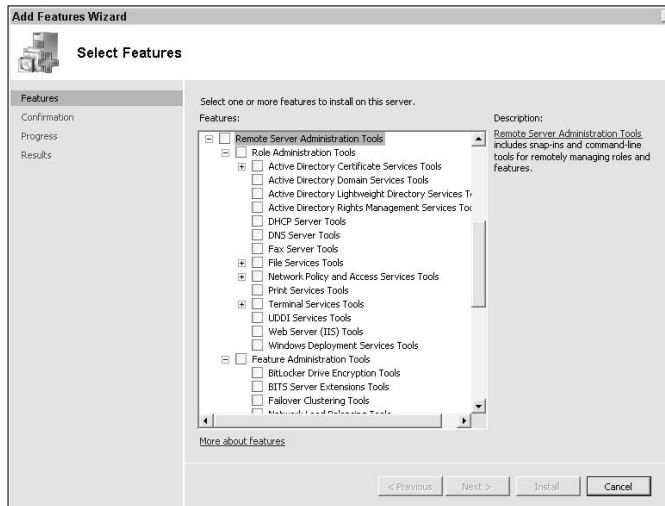 Add Features Wizard
Select Features
Features
Confirmation
Progress
Results
Select one or more features to install on this server.
Features:
Remote Server Administration Tools
Role Administration Tools
Active Directory Certificate Services Tools
Active Directory Domain Services Tools
Active Directory Lightweight Directory Services
Active Directory Rights Management Services
DHCP Server Tools
DNS Server Tools
Fax Server Tools
File Services Tools
Network Policy and Access Services Tools
Print Services Tools
Terminal Services Tools
UDDI Services Tools
Web Server (IIS) Tools
Windows Deployment Services Tools
Feature Administration Tools
BitLocker Drive Encryption Tools
BITS Server Extensions Tools
Failover Clustering Tools
Network Load Balancing Tools
Description:
Remote Server Administration Tools
includes snap-ins and command-line
tools for remotely managing roles and
features.
More about features
< Previous
Next >
Install
Cancel